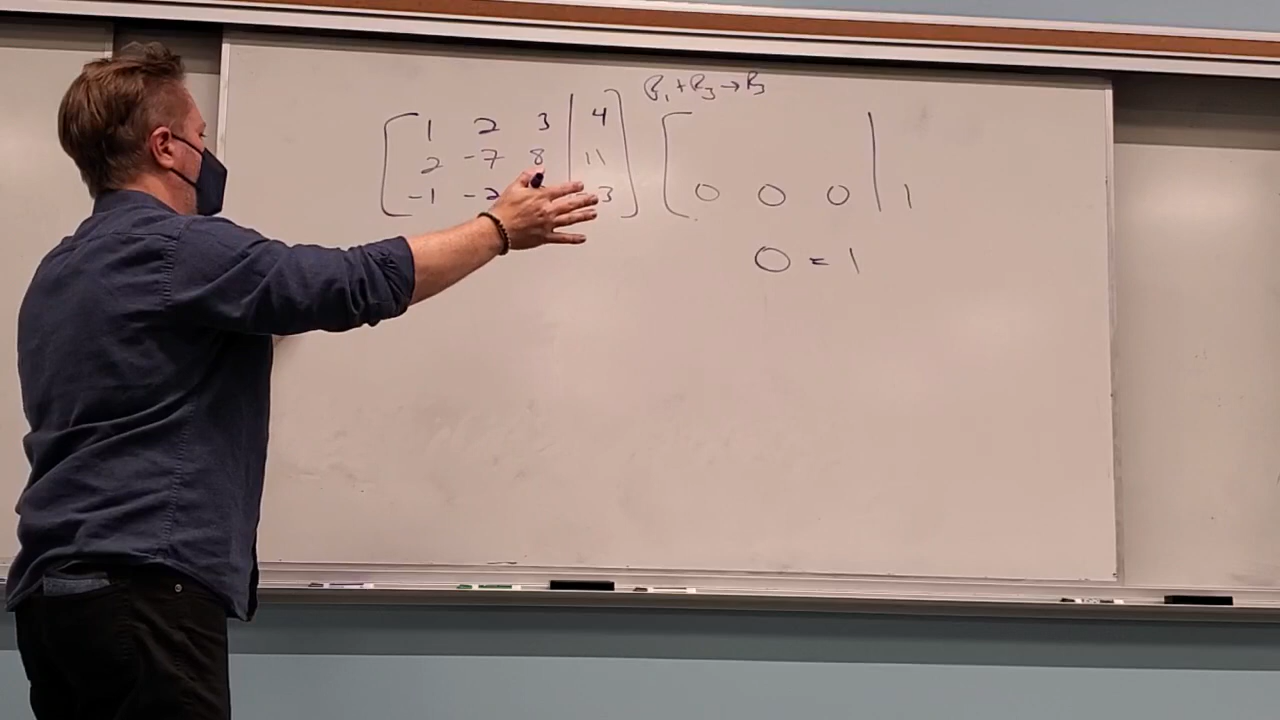 R₁ + R₃ → R₃
[ 1 2 3 | 4 ]
[ 2 -7 8 | 11 ]
[ -1 -2 | 3 ] [ 0 0 0 | 1
0 = 1